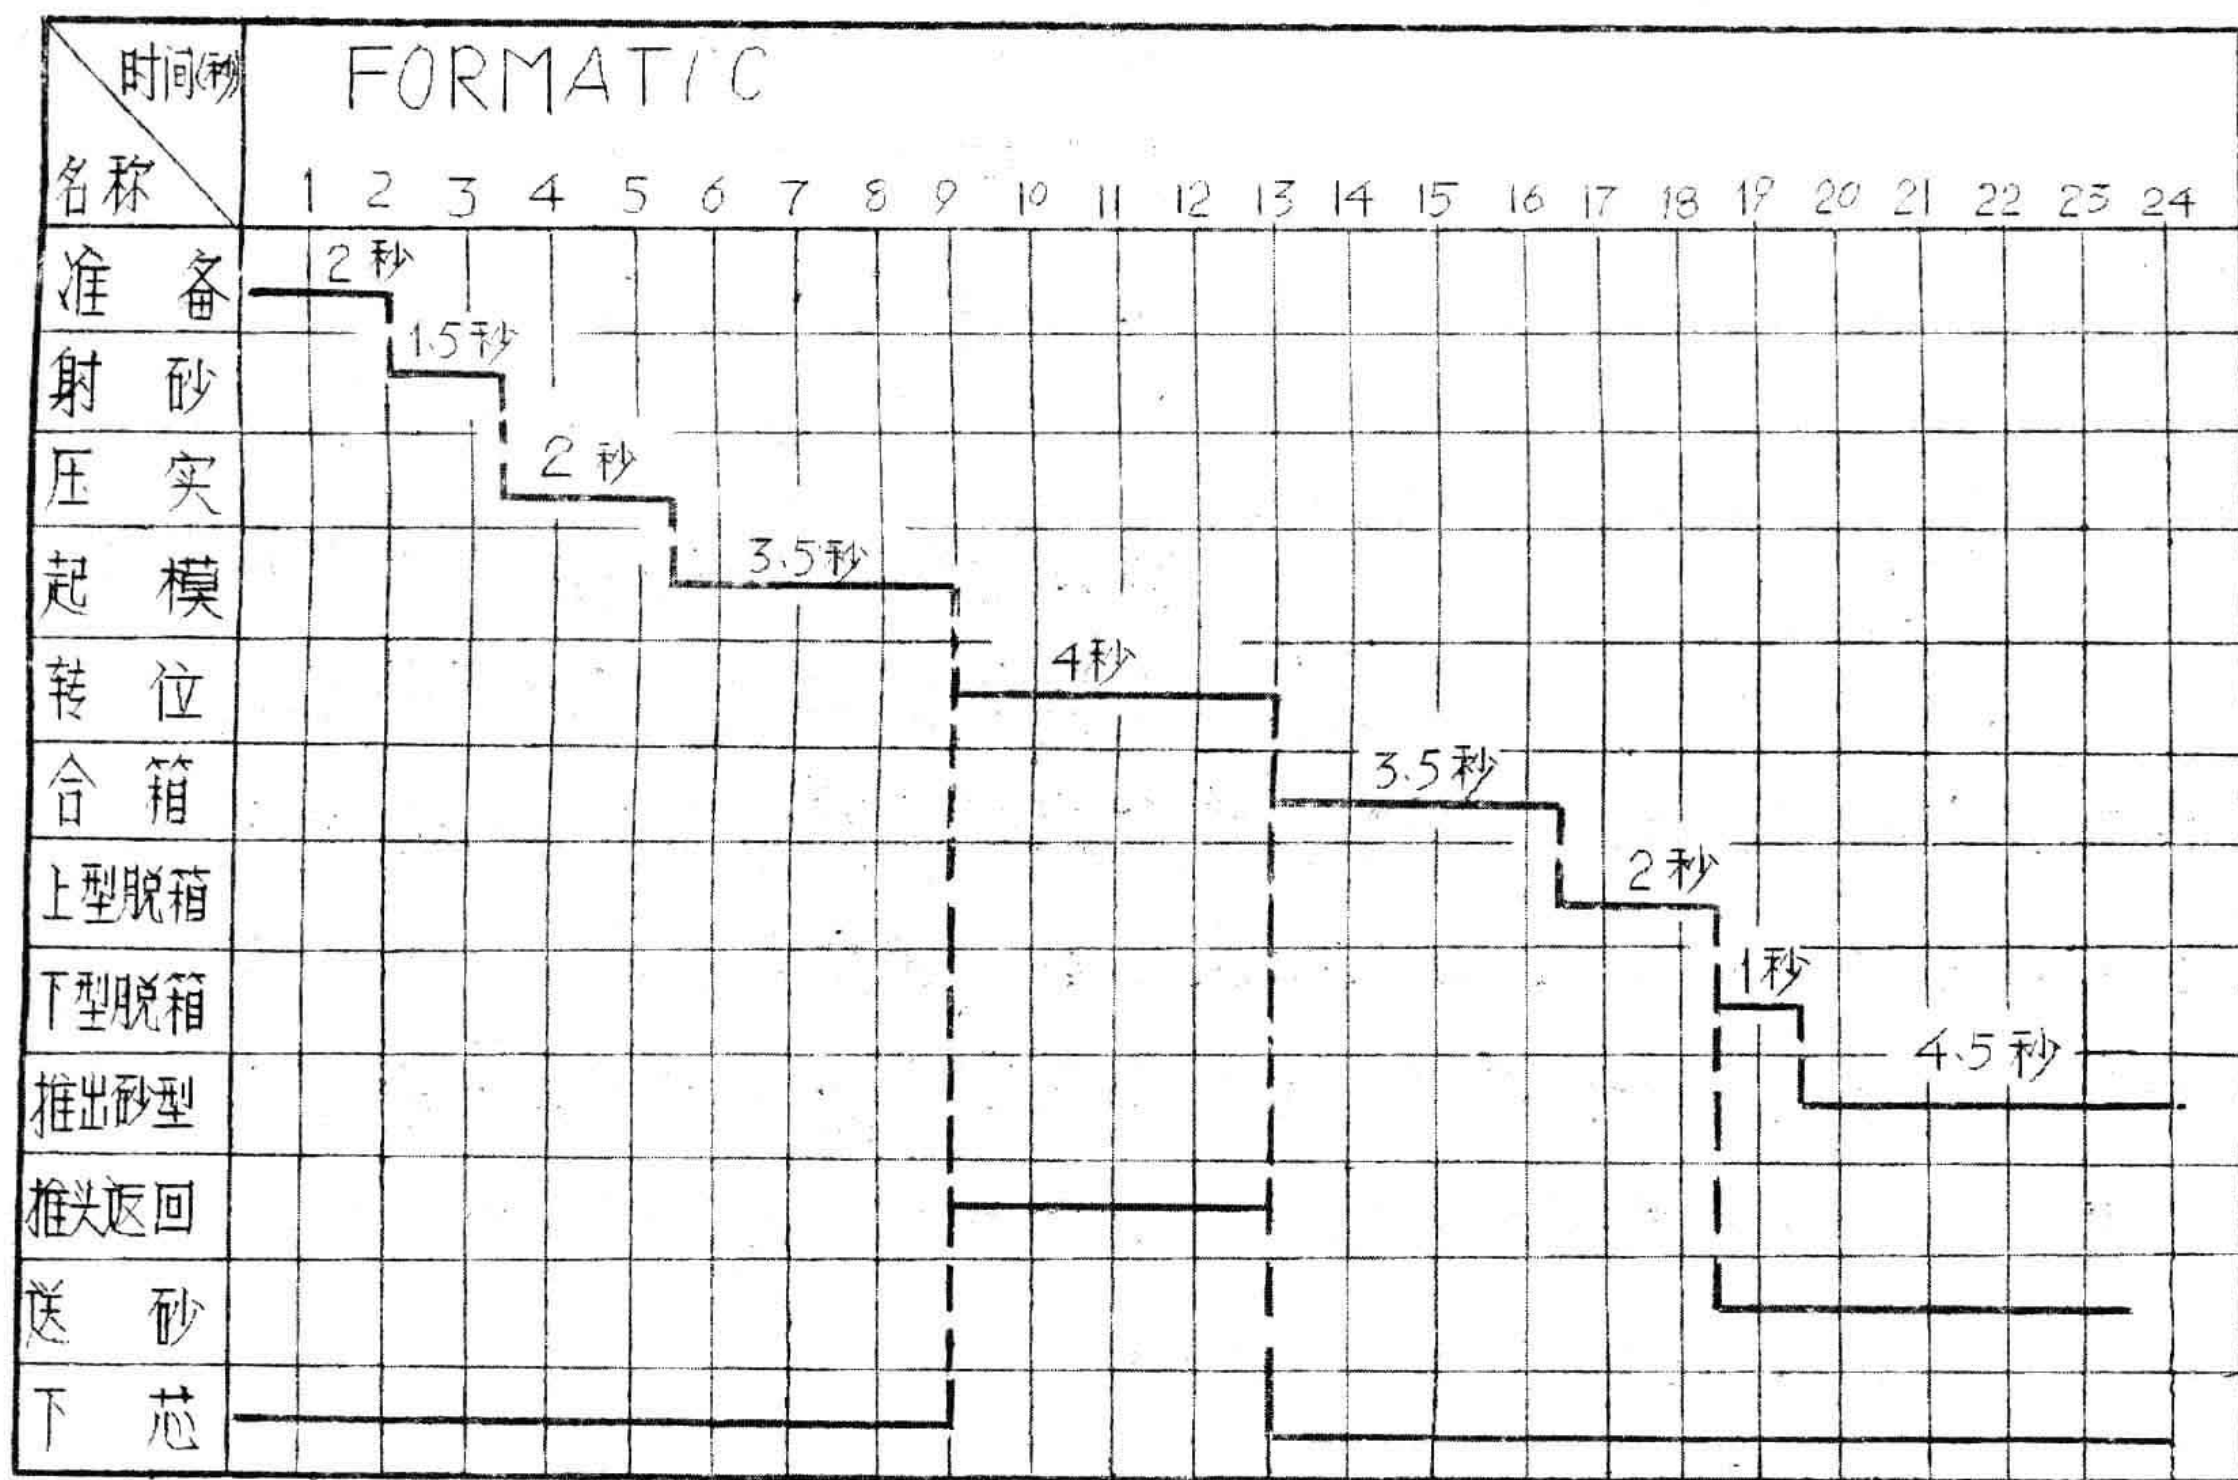 时间(秒) FORMATIC
名称 1 2 3 4 5 6 7 8 9 10 11 12 13 14 15 16 17 18 19 20 21 22 23 24
准备 2秒
射砂 1.5秒
压实 2秒
起模 3.5秒
转位 4秒
合箱 3.5秒
上型脱箱 2秒
下型脱箱 1秒
推出砂型 4.5秒
推头返回
送砂
下芯